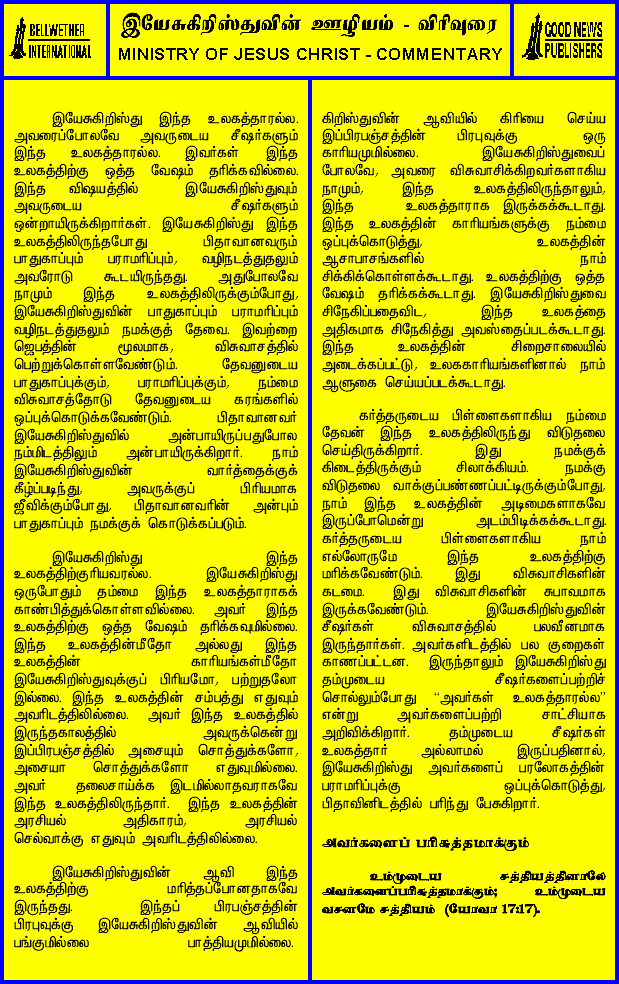 BELLWETHER
INTERNATIONAL
இயேசுகிறிஸ்துவின் ஊழியம் - விரிவுரை
MINISTRY OF JESUS CHRIST - COMMENTARY
GOOD NEWS
PUBLISHERS
இயேசுகிறிஸ்து இந்த உலகத்தாரல்ல.
அவரைப்போலவே அவருடைய சீஷர்களும்
இந்த உலகத்தாரல்ல. இவர்கள் இந்த
உலகத்திற்கு ஒத்த வேஷம் தரிக்கவில்லை.
இந்த விஷயத்தில் இயேசுகிறிஸ்துவும்
அவருடைய சீஷர்களும்
ஒன்றாயிருக்கிறார்கள். இயேசுகிறிஸ்து இந்த
உலகத்திலிருந்தபோது பிதாவானவரும்
பாதுகாப்பும் பராமரிப்பும், வழிநடத்துதலும்
அவரோடு கூடயிருந்தது. அதுபோலவே
நாமும் இந்த உலகத்திலிருக்கும்போது,
இயேசுகிறிஸ்துவின் பாதுகாப்பும் பராமரிப்பும்
வழிநடத்துதலும் நமக்குத் தேவை. இவற்றை
ஜெபத்தின் மூலமாக, விசுவாசத்தில்
பெற்றுக்கொள்ளவேண்டும். தேவனுடைய
பாதுகாப்புக்கும், பராமரிப்புக்கும், நம்மை
விசுவாசத்தோடு தேவனுடைய கரங்களில்
ஒப்புக்கொடுக்கவேண்டும். பிதாவானவர்
இயேசுகிறிஸ்துவில் அன்பாயிருப்பதுபோல
நம்மிடத்திலும் அன்பாயிருக்கிறார். நாம்
இயேசுகிறிஸ்துவின் வார்த்தைக்குக்
கீழ்ப்படிந்து, அவருக்குப் பிரியமாக
ஜீவிக்கும்போது, பிதாவானவரின் அன்பும்
பாதுகாப்பும் நமக்குக் கொடுக்கப்படும்.
இயேசுகிறிஸ்து இந்த
உலகத்திற்குரியவரல்ல. இயேசுகிறிஸ்து
ஒருபோதும் தம்மை இந்த உலகத்தாராகக்
காண்பித்துக்கொள்ளவில்லை. அவர் இந்த
உலகத்திற்கு ஒத்த வேஷம் தரிக்கவுமில்லை.
இந்த உலகத்தின்மீதோ அல்லது இந்த
உலகத்தின் காரியங்கள்மீதோ
இயேசுகிறிஸ்துவுக்குப் பிரியமோ, பற்றுதலோ
இல்லை. இந்த உலகத்தின் சம்பத்து எதுவும்
அவரிடத்திலில்லை. அவர் இந்த உலகத்தில்
இருந்தகாலத்தில் அவருக்கென்று
இப்பிரபஞ்சத்தில் அசையும் சொத்துக்களோ,
அசையா சொத்துக்களோ எதுவுமில்லை.
அவர் தலைசாய்க்க இடமில்லாதவராகவே
இந்த உலகத்திலிருந்தார். இந்த உலகத்தின்
அரசியல் அதிகாரம், அரசியல்
செல்வாக்கு எதுவும் அவரிடத்திலில்லை.
இயேசுகிறிஸ்துவின் ஆவி இந்த
உலகத்திற்கு மரித்தப்போனதாகவே
இருந்தது. இந்தப் பிரபஞ்சத்தின்
பிரபுவுக்கு இயேசுகிறிஸ்துவின் ஆவியில்
பங்குமில்லை பாத்தியமுமில்லை.
கிறிஸ்துவின் ஆவியில் கிரியை செய்ய
இப்பிரபஞ்சத்தின் பிரபுவுக்கு ஒரு
காரியமுமில்லை. இயேசுகிறிஸ்துவைப்
போலவே, அவரை விசுவாசிக்கிறவர்களாகிய
நாமும், இந்த உலகத்திலிருந்தாலும்,
இந்த உலகத்தாராக இருக்கக்கூடாது.
இந்த உலகத்தின் காரியங்களுக்கு நம்மை
ஒப்புக்கொடுத்து, உலகத்தின்
ஆசாபாசங்களில் நாம்
சிக்கிக்கொள்ளக்கூடாது. உலகத்திற்கு ஒத்த
வேஷம் தரிக்கக்கூடாது. இயேசுகிறிஸ்துவை
சிநேகிப்பதைவிட, இந்த உலகத்தை
அதிகமாக சிநேகித்து அவஸ்தைப்படக்கூடாது.
இந்த உலகத்தின் சிறைசாலையில்
அடைக்கப்பட்டு, உலககாரியங்களினால் நாம்
ஆளுகை செய்யப்படக்கூடாது.
கர்த்தருடைய பிள்ளைகளாகிய நம்மை
தேவன் இந்த உலகத்திலிருந்து விடுதலை
செய்திருக்கிறார். இது நமக்குக்
கிடைத்திருக்கும் சிலாக்கியம். நமக்கு
விடுதலை வாக்குப்பண்ணப்பட்டிருக்கும்போது,
நாம் இந்த உலகத்தின் அடிமைகளாகவே
இருப்போமென்று அடம்பிடிக்கக்கூடாது.
கர்த்தருடைய பிள்ளைகளாகிய நாம்
எல்லோருமே இந்த உலகத்திற்கு
மரிக்கவேண்டும். இது விசுவாசிகளின்
கடமை. இது விசுவாசிகளின் சுபாவமாக
இருக்கவேண்டும். இயேசுகிறிஸ்துவின்
சீஷர்கள் விசுவாசத்தில் பலவீனமாக
இருந்தார்கள். அவர்களிடத்தில் பல குறைகள்
காணப்பட்டன. இருந்தாலும் இயேசுகிறிஸ்து
தம்முடைய சீஷர்களைப்பற்றிச்
சொல்லும்போது “அவர்கள் உலகத்தாரல்ல”
என்று அவர்களைப்பற்றி சாட்சியாக
அறிவிக்கிறார். தம்முடைய சீஷர்கள்
உலகத்தார் அல்லாமல் இருப்பதினால்,
இயேசுகிறிஸ்து அவர்களைப் பரலோகத்தின்
பராமரிப்புக்கு ஒப்புக்கொடுத்து,
பிதாவினிடத்தில் பரிந்து பேசுகிறார்.
அவர்களைப் பரிசுத்தமாக்கும்
உம்முடைய சத்தியத்தினாலே
அவர்களைப்பரிசுத்தமாக்கும்; உம்முடைய
வசனமே சத்தியம் (யோவா 17:17).